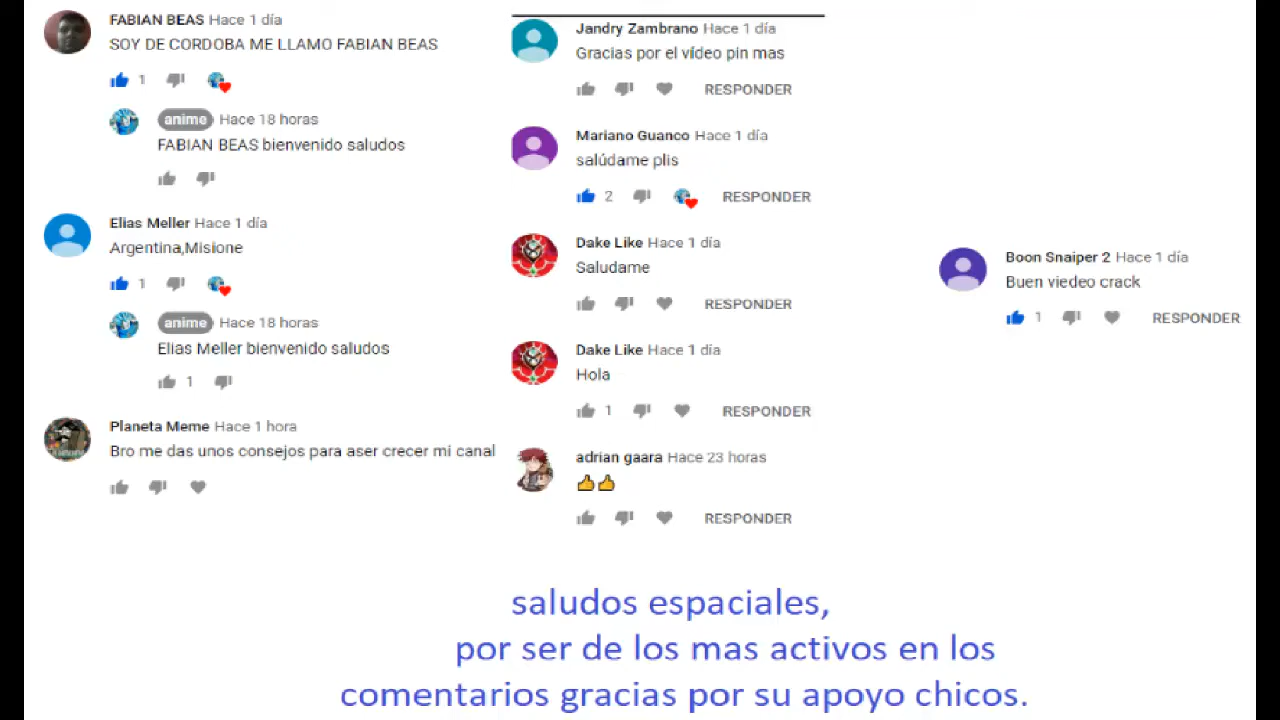 FABIAN BEAS Hace 1 día
SOY DE CORDOBA ME LLAMO FABIAN BEAS
1
anime Hace 18 horas
FABIAN BEAS bienvenido saludos
Elias Meller Hace 1 día
Argentina,Misione
1
anime Hace 18 horas
Elias Meller bienvenido saludos
1
Planeta Meme Hace 1 hora
Bro me das unos consejos para aser crecer mi canal
Jandry Zambrano Hace 1 día
Gracias por el vídeo pin mas
RESPONDER
Mariano Guanco Hace 1 día
salúdame plis
2 RESPONDER
Dake Like Hace 1 día
Saludame
RESPONDER
Dake Like Hace 1 día
Hola
1 RESPONDER
adrian gaara Hace 23 horas
👍👍
RESPONDER
Boon Snaiper 2 Hace 1 día
Buen viedeo crack
1 RESPONDER
saludos espaciales,
por ser de los mas activos en los
comentarios gracias por su apoyo chicos.